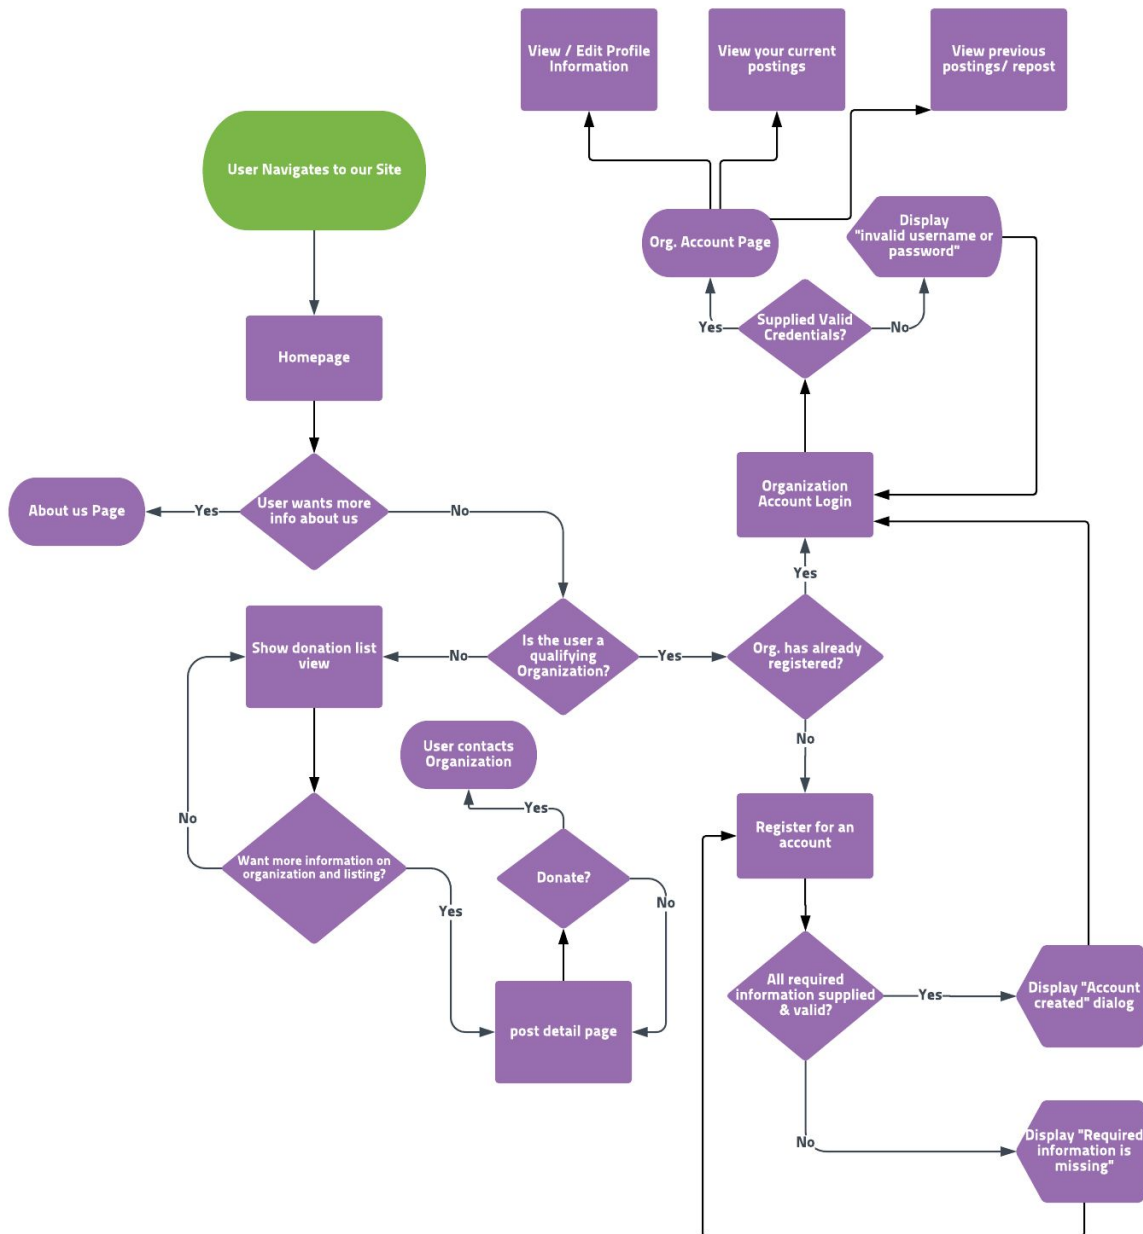 View / Edit Profile
Information
View your current
postings
View previous
postings/ repost
User Navigates to our Site
Org. Account Page
Display
"invalid username or
password"
Yes
Supplied Valid
Credentials?
No
Homepage
About us Page
Yes
User wants more
info about us
No
Organization
Account Login
Yes
Show donation list
view
No
Is the user a
qualifying
Organization?
Yes
Org. has already
registered?
No
User contacts
Organization
Yes
No
Want more information on
organization and listing?
Yes
Donate?
No
Register for an
account
post detail page
All required
information supplied
& valid?
Yes
Display "Account
created" dialog
No
Display "Required
information is
missing"